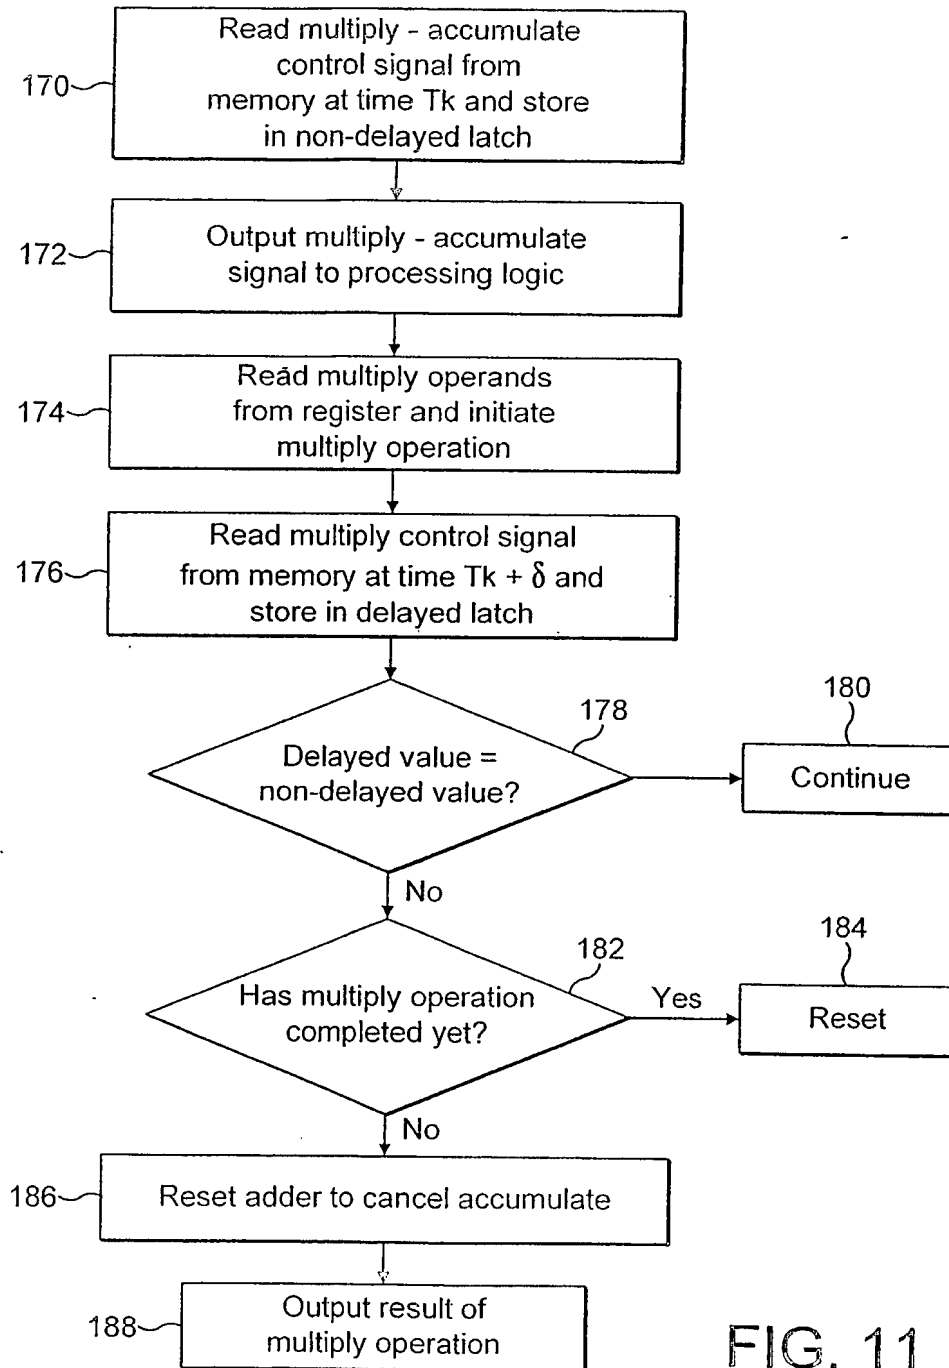 Read multiply - accumulate
control signal from
memory at time Tk and store
in non-delayed latch
170
Output multiply - accumulate
signal to processing logic
172
Read multiply operands
from register and initiate
multiply operation
174
Read multiply control signal
from memory at time Tk + δ and
store in delayed latch
176
Delayed value =
non-delayed value?
178
180
Continue
No
Has multiply operation
completed yet?
182
Yes
184
Reset
No
186
Reset adder to cancel accumulate
188
Output result of
multiply operation
FIG. 11